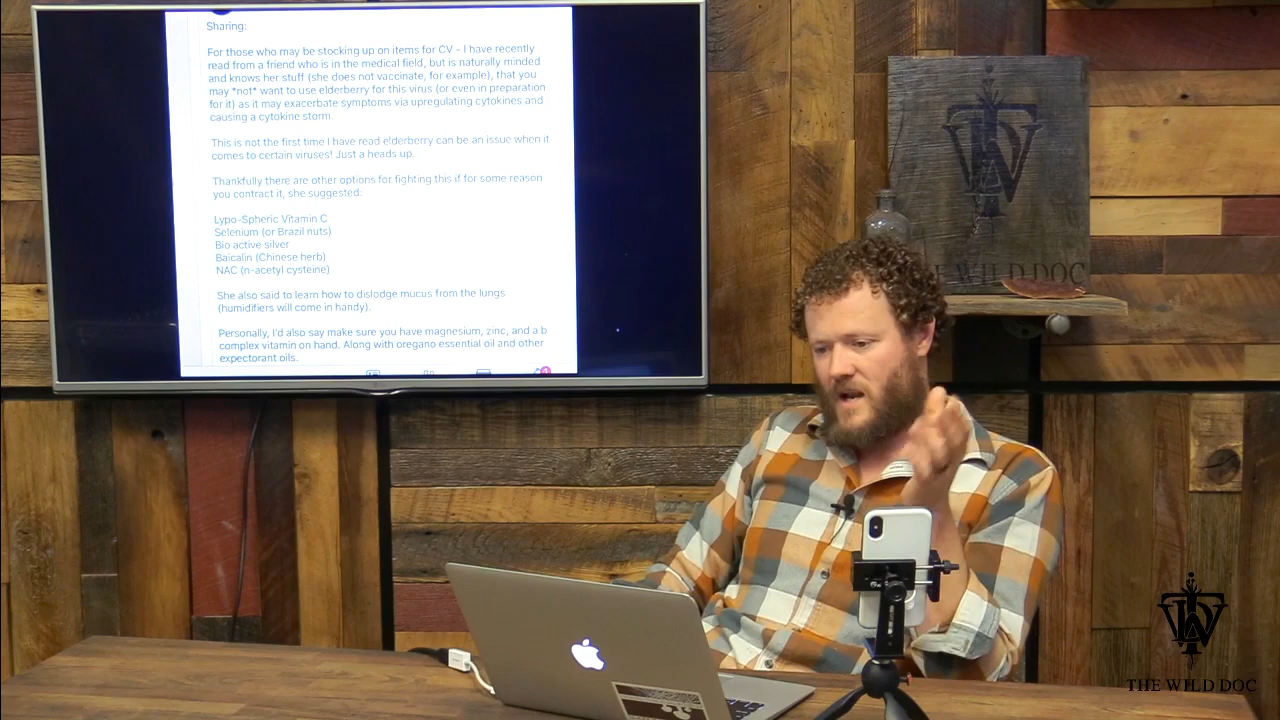 Sharing:
For those who may be stocking up on items for CV - I have recently
read from a friend who is in the medical field, but is naturally minded
and knows her stuff (she does not vaccinate, for example), that you
may *not* want to use elderberry for this virus (or even in preparation
for it) as it may exacerbate symptoms via upregulating cytokines and
causing a cytokine storm.
This is not the first time I have read elderberry can be an issue when it
comes to certain viruses! Just a heads up.
Thankfully there are other options for fighting this if for some reason
you contract it, she suggested:
Lypo-Spheric Vitamin C
Selenium (or Brazil nuts)
Bio active silver
Baicalin (Chinese herb)
NAC (n-acetyl cysteine)
She also said to learn how to dislodge mucus from the lungs
(humidifiers will come in handy).
Personally, I'd also say make sure you have magnesium, zinc, and a b
complex vitamin on hand. Along with oregano essential oil and other
expectorant oils.
E WILD DOC
THE WILD DOC